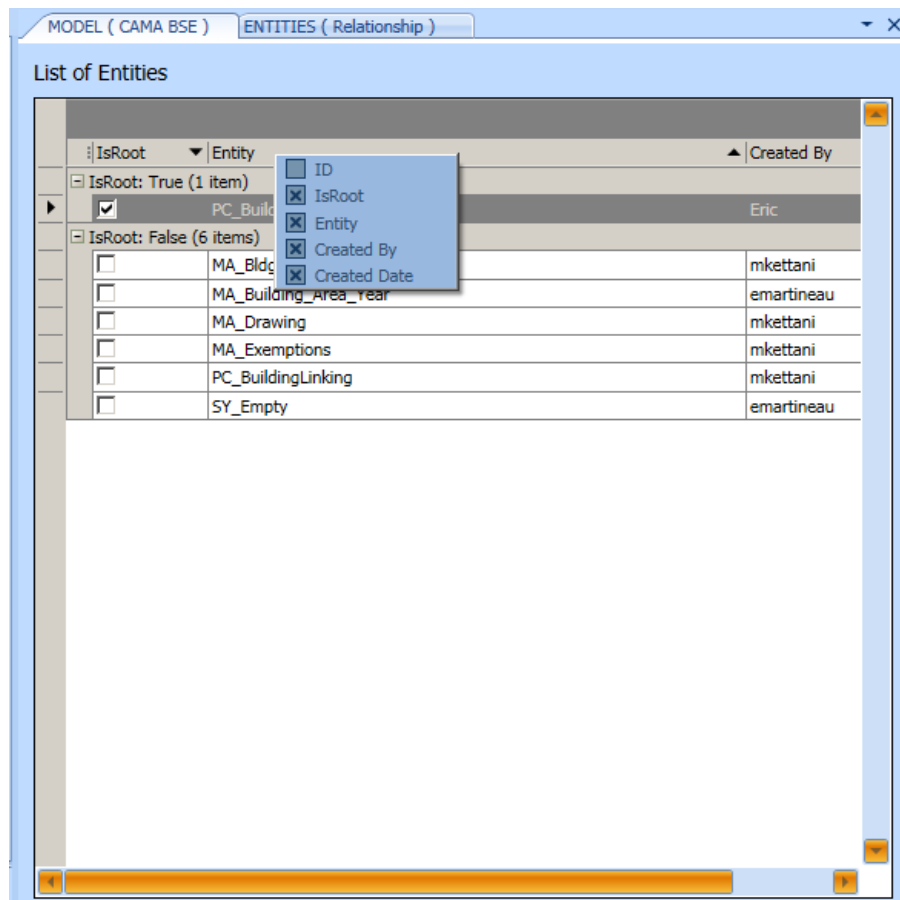 MODEL ( CAMA BSE ) ENTITIES ( Relationship )
List of Entities
IsRoot Entity Created By
ID
IsRoot
Entity
Created By
Created Date
IsRoot: True (1 item)
Eric
IsRoot: False (6 items)
mkettani
MA_Building_Area_Year emartineau
MA_Drawing mkettani
MA_Exemptions mkettani
PC_BuildingLinking mkettani
SY_Empty emartineau